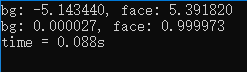 bg: -5.143440, face: 5.391820
bg: 0.000027, face: 0.999973
time = 0.088s